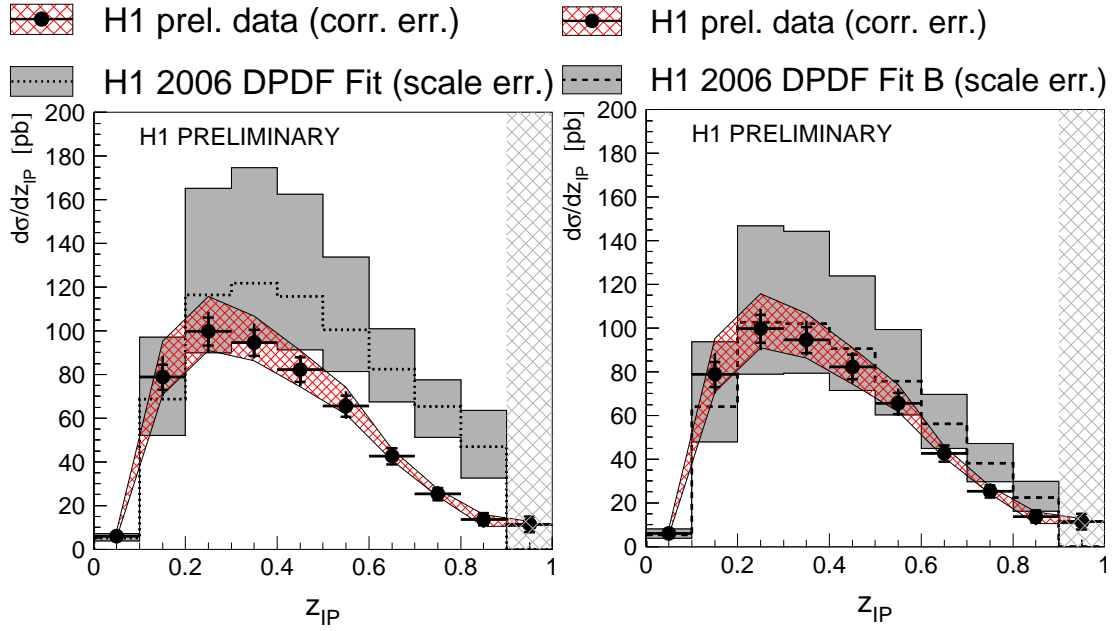 H1 prel. data (corr. err.)
H1 2006 DPDF Fit (scale err.)
H1 PRELIMINARY
dσ/dz_IP [pb]
200
180
160
140
120
100
80
60
40
20
0
0 0.2 0.4 0.6 0.8 1
z_IP
H1 prel. data (corr. err.)
H1 2006 DPDF Fit B (scale err.)
H1 PRELIMINARY
dσ/dz_IP [pb]
200
180
160
140
120
100
80
60
40
20
0
0 0.2 0.4 0.6 0.8 1
z_IP